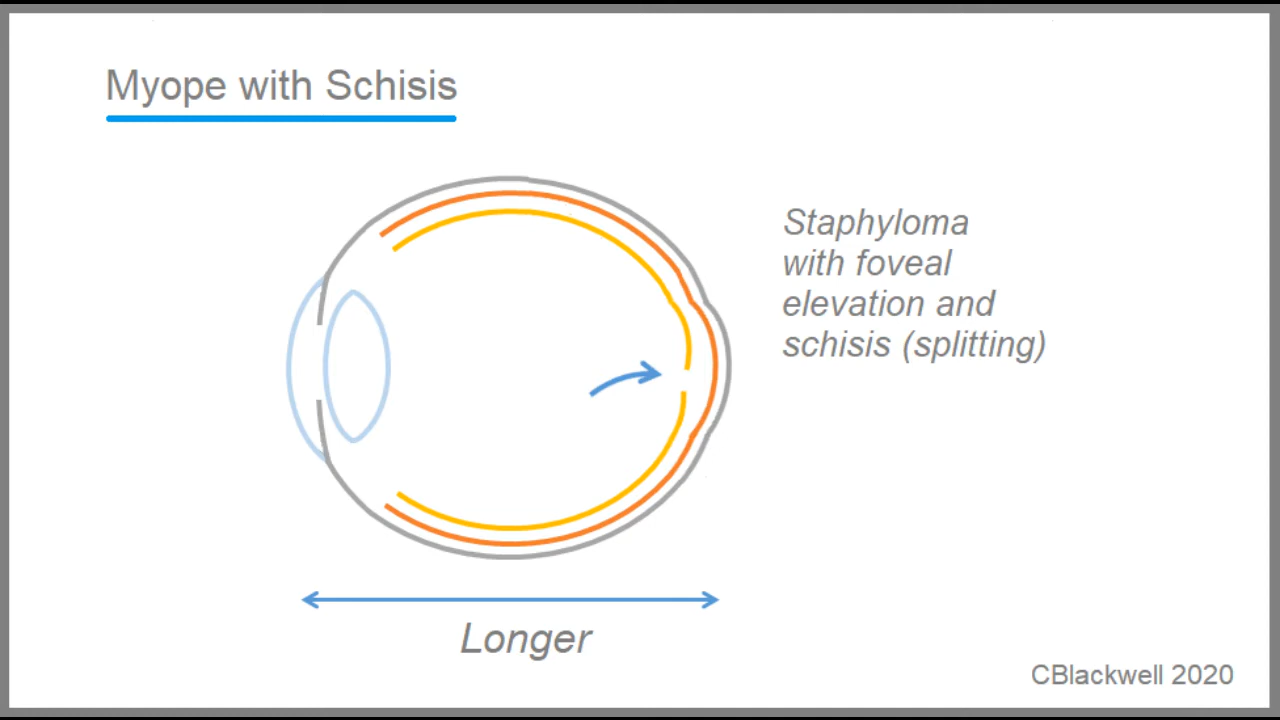 Myope with Schisis
Staphyloma
with foveal
elevation and
schisis (splitting)
Longer
CBlackwell 2020